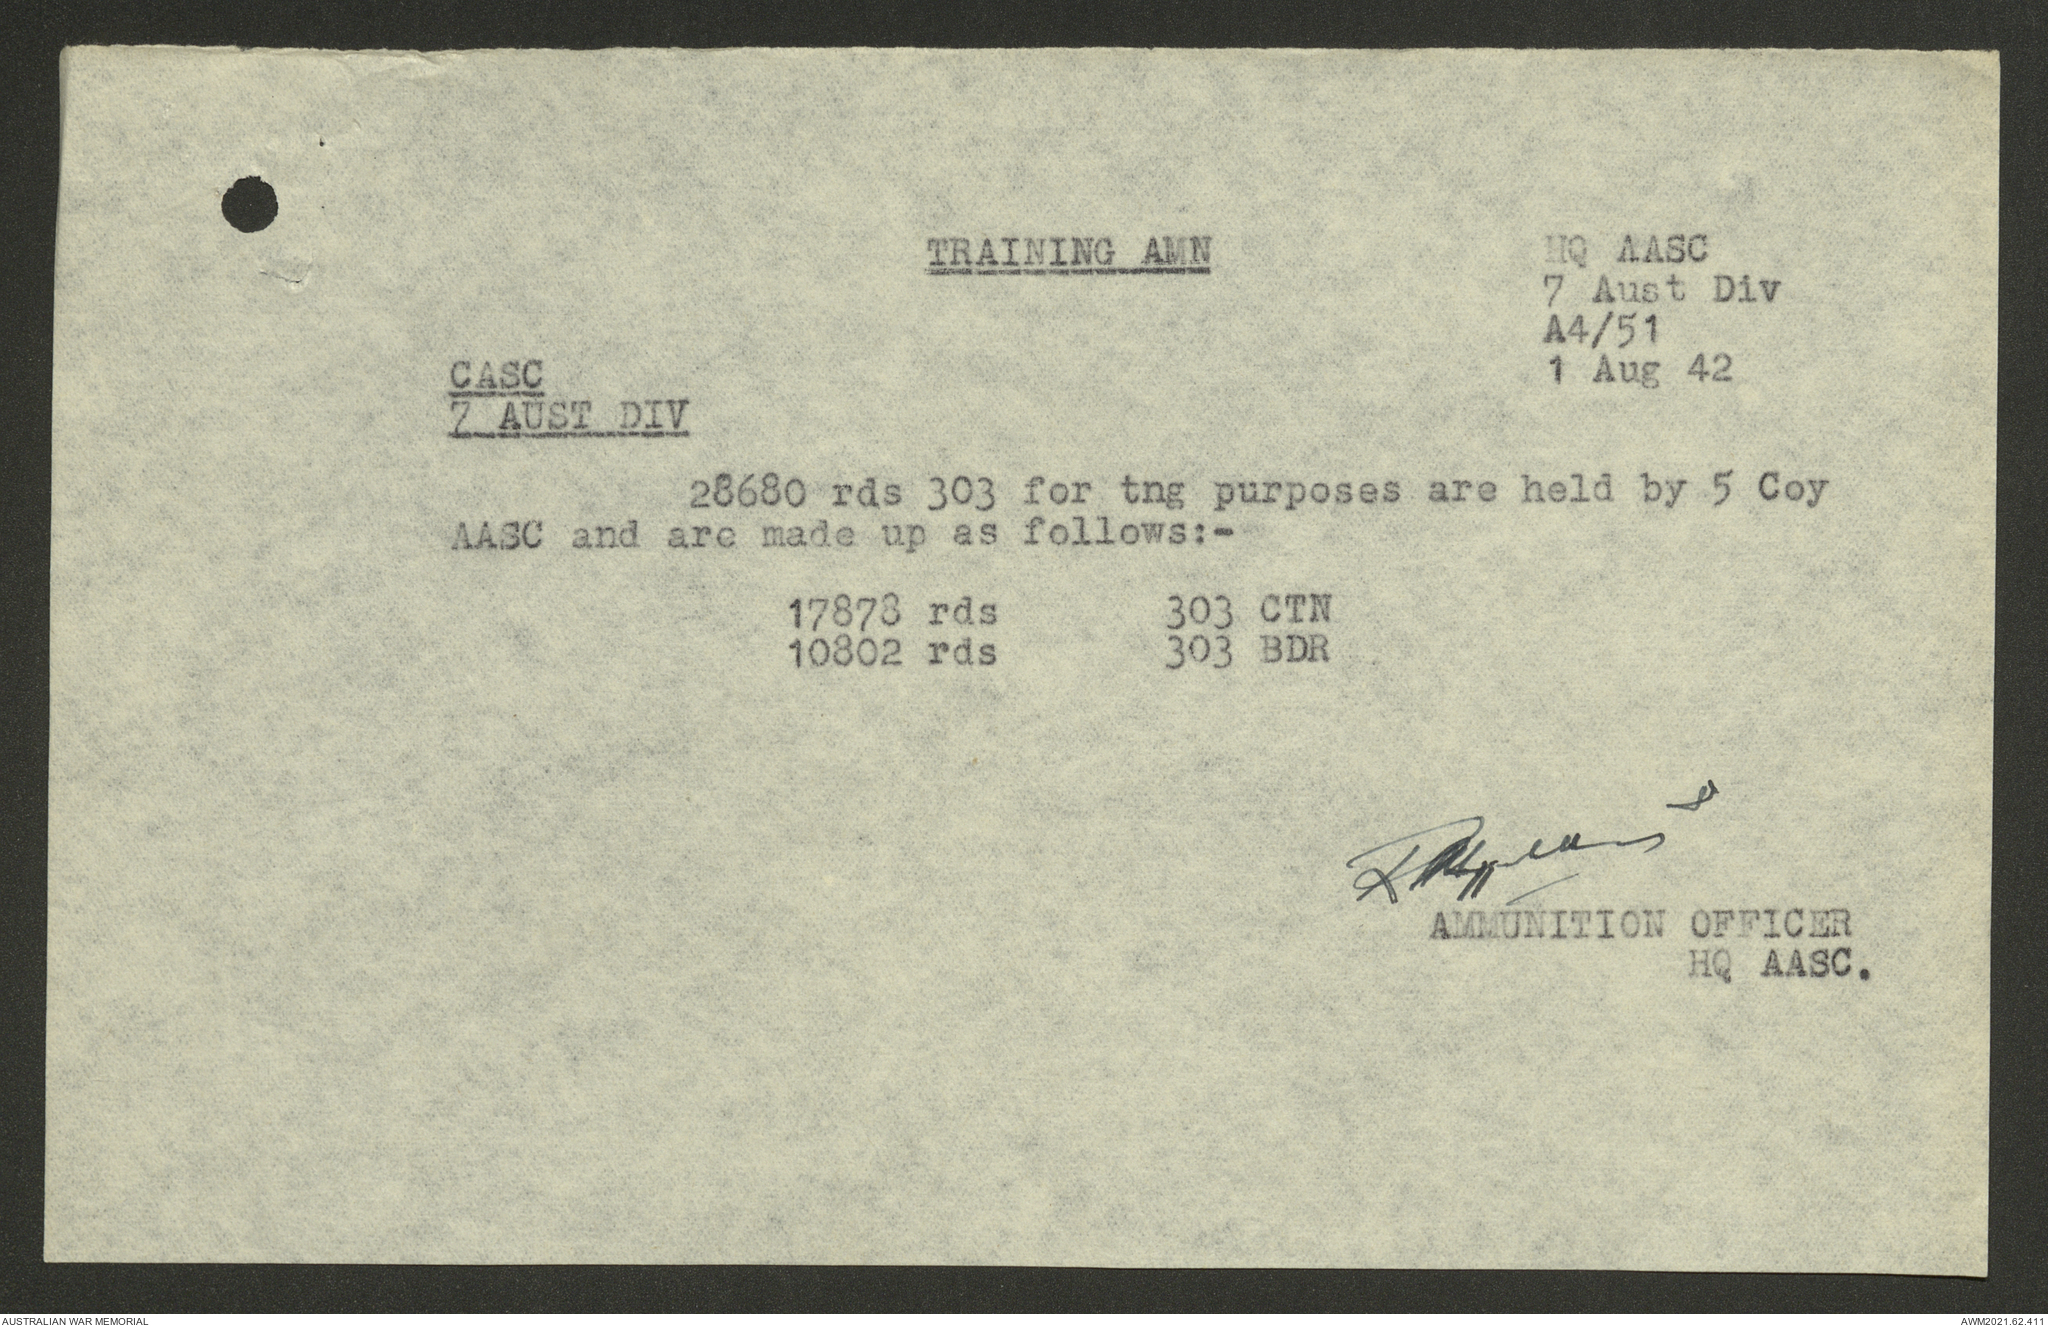 TRAINING AMN
HQ AASC
7 Aust Div
A4/51
1 Aug 42
CASC
7 AUST DIV
28680 rds 303 for tng purposes are held by 5 Coy
AASC and are made up as follows:-
17878 rds 303 CTN
10802 rds 303 BDR
AMMUNITION OFFICER
HQ AASC.
AUSTRALIAN WAR MEMORIAL
AWM2021.62.411